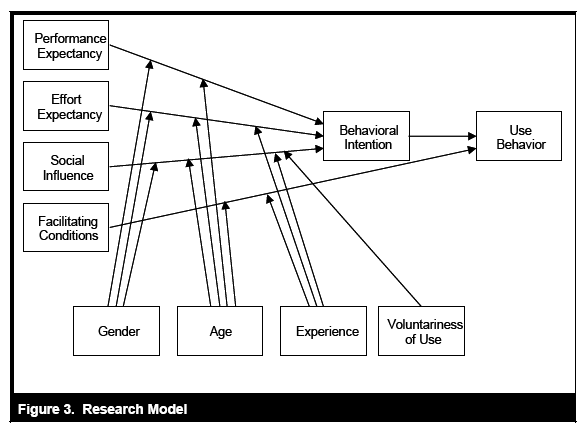 Performance
Expectancy
Effort
Expectancy
Social
Influence
Facilitating
Conditions
Behavioral
Intention
Use
Behavior
Gender
Age
Experience
Voluntariness
of Use
Figure 3. Research Model